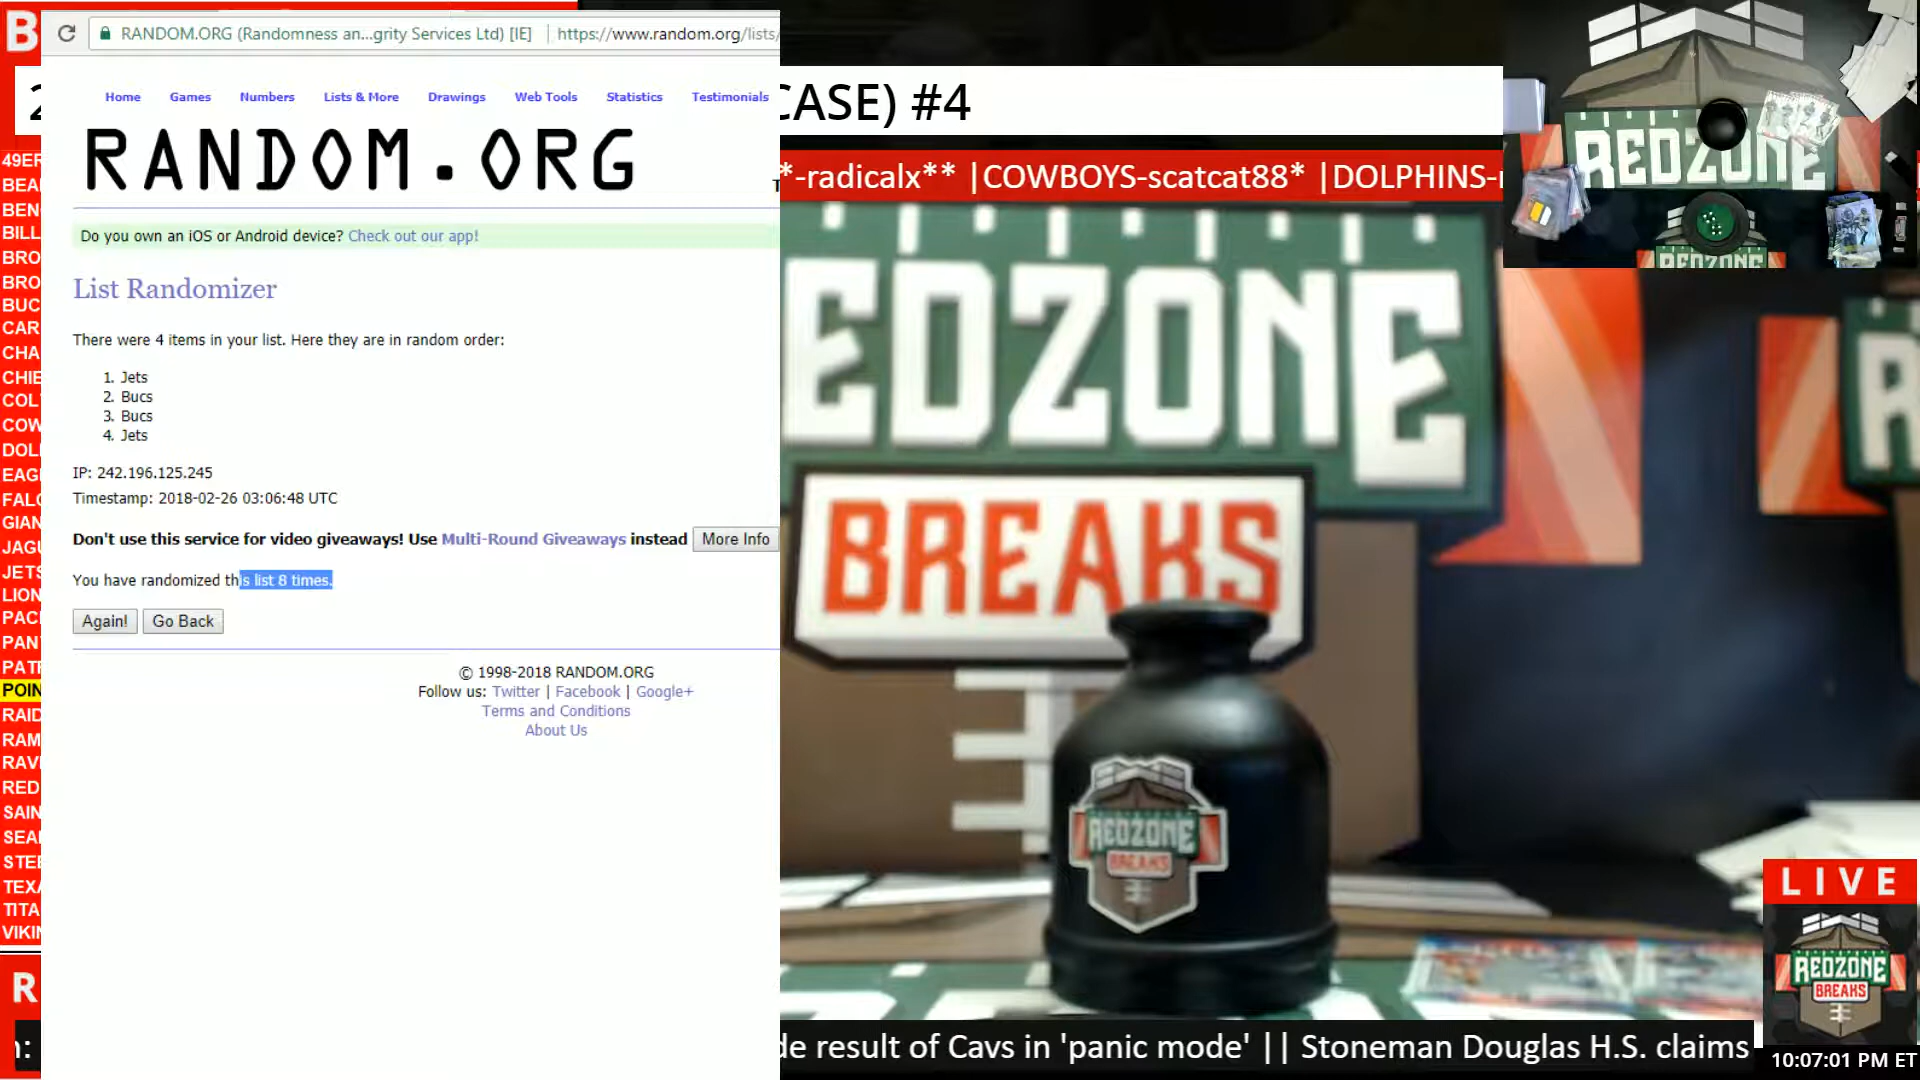 B
RANDOM.ORG (Randomness an...grity Services Ltd) [IE] https://www.random.org/lists/
Home Games Numbers Lists & More Drawings Web Tools Statistics Testimonials
CASE) #4
RANDOM.ORG
*-radicalx** |COWBOYS-scatcat88* |DOLPHINS-
Do you own an iOS or Android device? Check out our app!
List Randomizer
There were 4 items in your list. Here they are in random order:
1. Jets
2. Bucs
3. Bucs
4. Jets
IP: 242.196.125.245
Timestamp: 2018-02-26 03:06:48 UTC
Don't use this service for video giveaways! Use Multi-Round Giveaways instead More Info
You have randomized this list 8 times.
Again! Go Back
© 1998-2018 RANDOM.ORG
Follow us: Twitter | Facebook | Google+
Terms and Conditions
About Us
49ER
BEA
BEN
BILL
BRO
BRO
BUC
CAR
CHA
CHIE
COL
COW
DOL
EAG
FALC
GIAN
JAGU
JETS
LION
PAC
PAN
PATR
POIN
RAID
RAM
RAV
RED
SAIN
SEA
STEE
TEXA
TITA
VIKIN
R
REDZONE
REDZONE
EDZONE
BREAKS
R
REDZONE
BREAKS
LIVE
REDZONE
BREAKS
de result of Cavs in 'panic mode' || Stoneman Douglas H.S. claims
10:07:01 PM ET